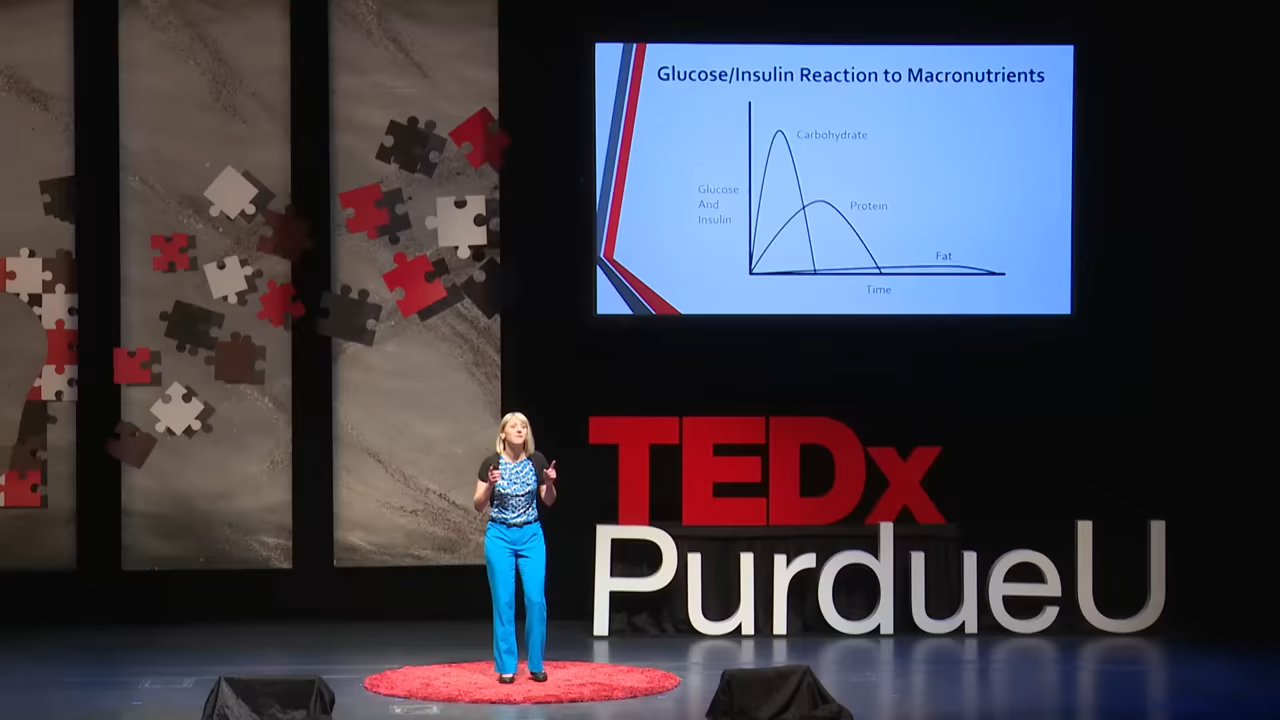 Glucose/Insulin Reaction to Macronutrients
Carbohydrate
Glucose
And
Insulin
Protein
Fat
Time
TEDx
PurdueU